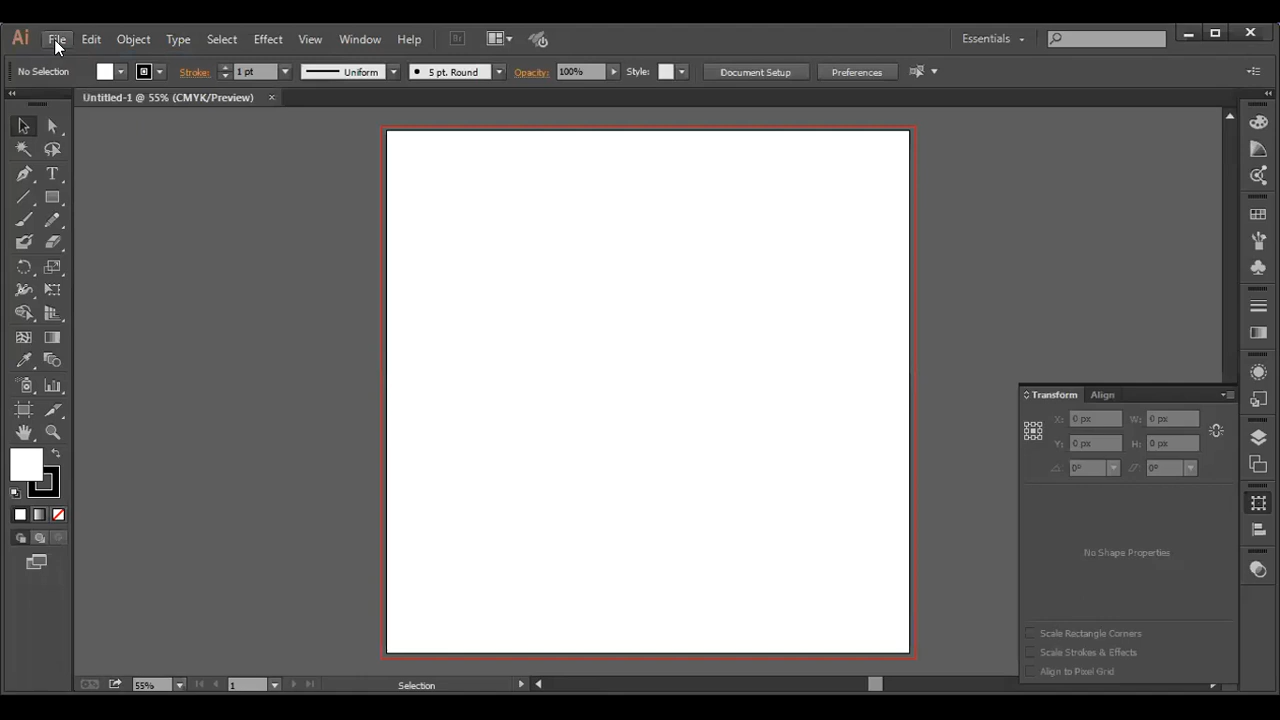 Ai File Edit Object Type Select Effect View Window Help Br Essentials
No Selection Stroke: 1 pt Uniform 5 pt. Round Opacity: 100% Style: Document Setup Preferences
Untitled-1 @ 55% (CMYK/Preview)
T
Transform Align
X: 0 px W: 0 px
Y: 0 px H: 0 px
0° 0°
No Shape Properties
Scale Rectangle Corners
Scale Strokes & Effects
Align to Pixel Grid
55% 1 Selection